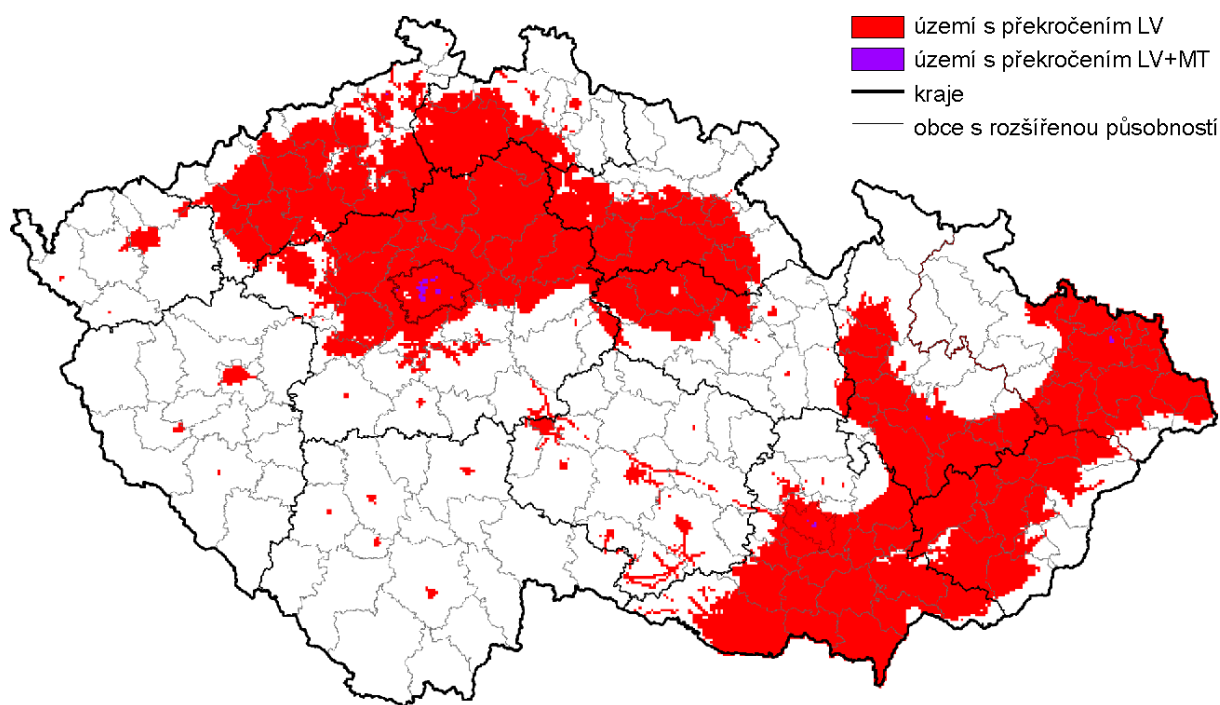 území s překročením LV
území s překročením LV+MT
kraje
obce s rozšířenou působností